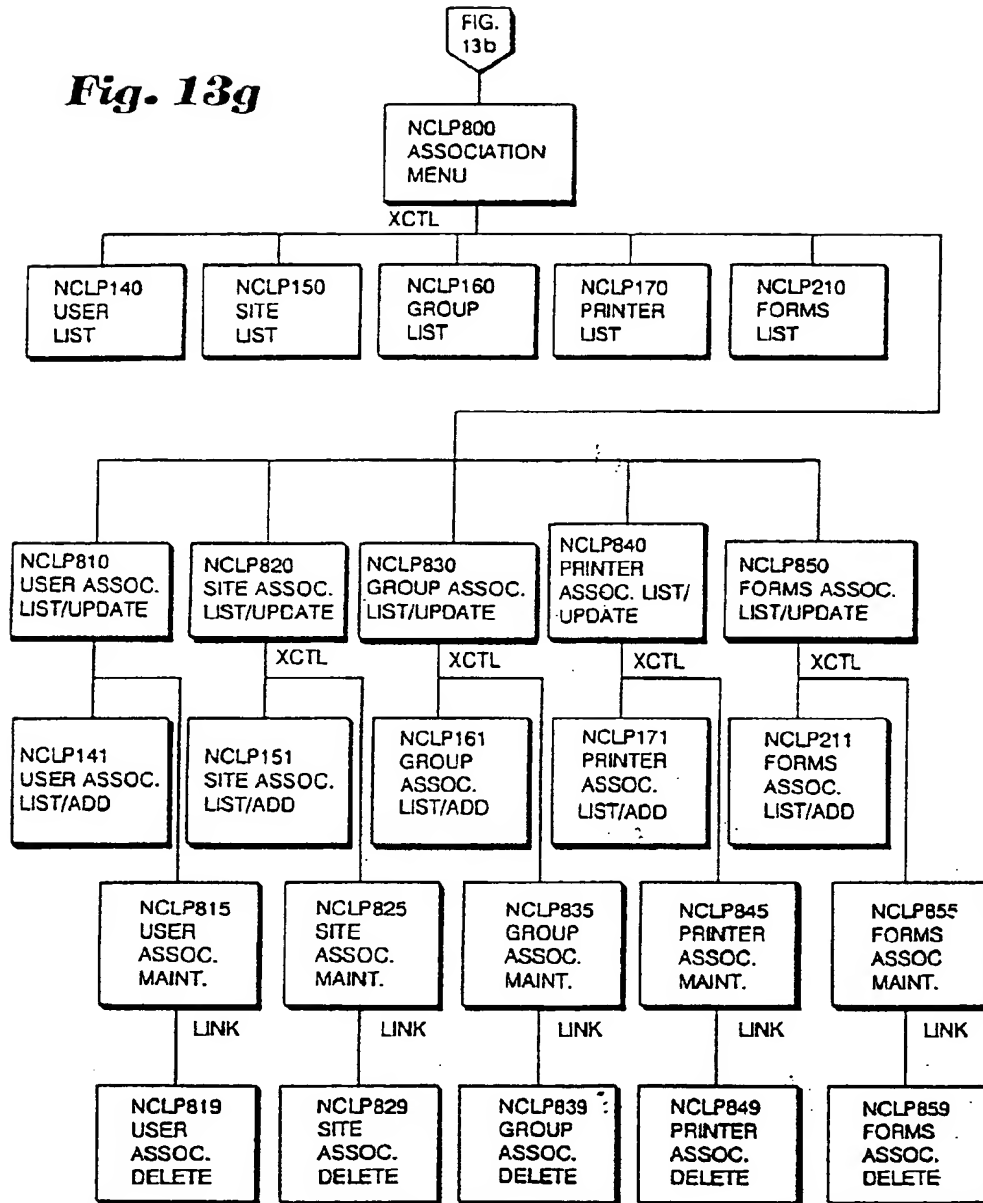 FIG.
13b
Fig. 13g
NCLP800
ASSOCIATION
MENU
XCTL
NCLP140
USER
LIST
NCLP150
SITE
LIST
NCLP160
GROUP
LIST
NCLP170
PRINTER
LIST
NCLP210
FORMS
LIST
NCLP810
USER ASSOC.
LIST/UPDATE
NCLP820
SITE ASSOC.
LIST/UPDATE
NCLP830
GROUP ASSOC.
LIST/UPDATE
NCLP840
PRINTER
ASSOC. LIST/
UPDATE
NCLP850
FORMS ASSOC.
LIST/UPDATE
XCTL
XCTL
XCTL
XCTL
NCLP141
USER ASSOC.
LIST/ADD
NCLP151
SITE ASSOC.
LIST/ADD
NCLP161
GROUP
ASSOC.
LIST/ADD
NCLP171
PRINTER
ASSOC.
LIST/ADD
NCLP211
FORMS
ASSOC.
LIST/ADD
NCLP815
USER
ASSOC.
MAINT.
NCLP825
SITE
ASSOC.
MAINT.
NCLP835
GROUP
ASSOC.
MAINT.
NCLP845
PRINTER
ASSOC.
MAINT.
NCLP855
FORMS
ASSOC
MAINT.
LINK
LINK
LINK
LINK
LINK
NCLP819
USER
ASSOC.
DELETE
NCLP829
SITE
ASSOC.
DELETE
NCLP839
GROUP
ASSOC.
DELETE
NCLP849
PRINTER
ASSOC.
DELETE
NCLP859
FORMS
ASSOC.
DELETE